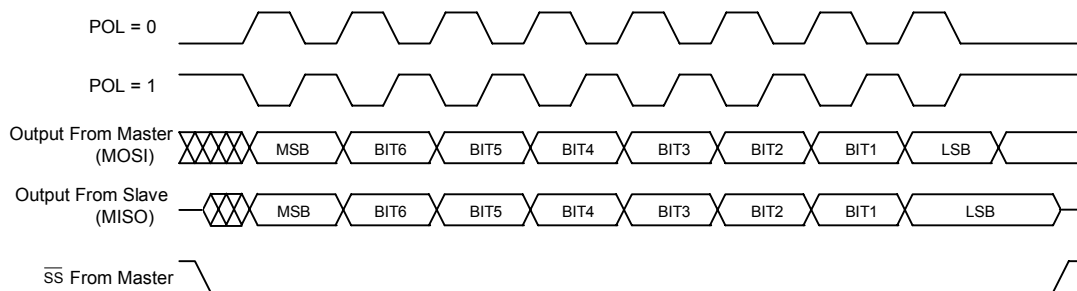 POL = 0
POL = 1
Output From Master
(MOSI)
MSB BIT6 BIT5 BIT4 BIT3 BIT2 BIT1 LSB
Output From Slave
(MISO)
MSB BIT6 BIT5 BIT4 BIT3 BIT2 BIT1 LSB
SS From Master